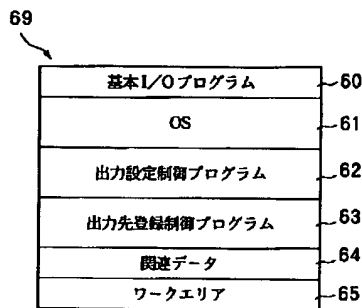 69
基本I/Oプログラム 60
OS 61
出力設定制御プログラム 62
出力先登録制御プログラム 63
関連データ 64
ワークエリア 65